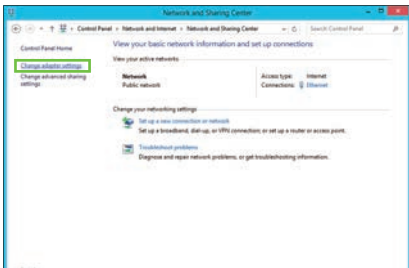 Network and Sharing Center
Control Panel › Network and Internet › Network and Sharing Center
Search Control Panel
Control Panel Home
Change adapter settings
Change advanced sharing
settings
View your basic network information and set up connections
View your active networks
Network
Public network
Access type: Internet
Connections: Ethernet
Change your networking settings
Set up a new connection or network
Set up a broadband, dial-up, or VPN connection; or set up a router or access point.
Troubleshoot problems
Diagnose and repair network problems, or get troubleshooting information.